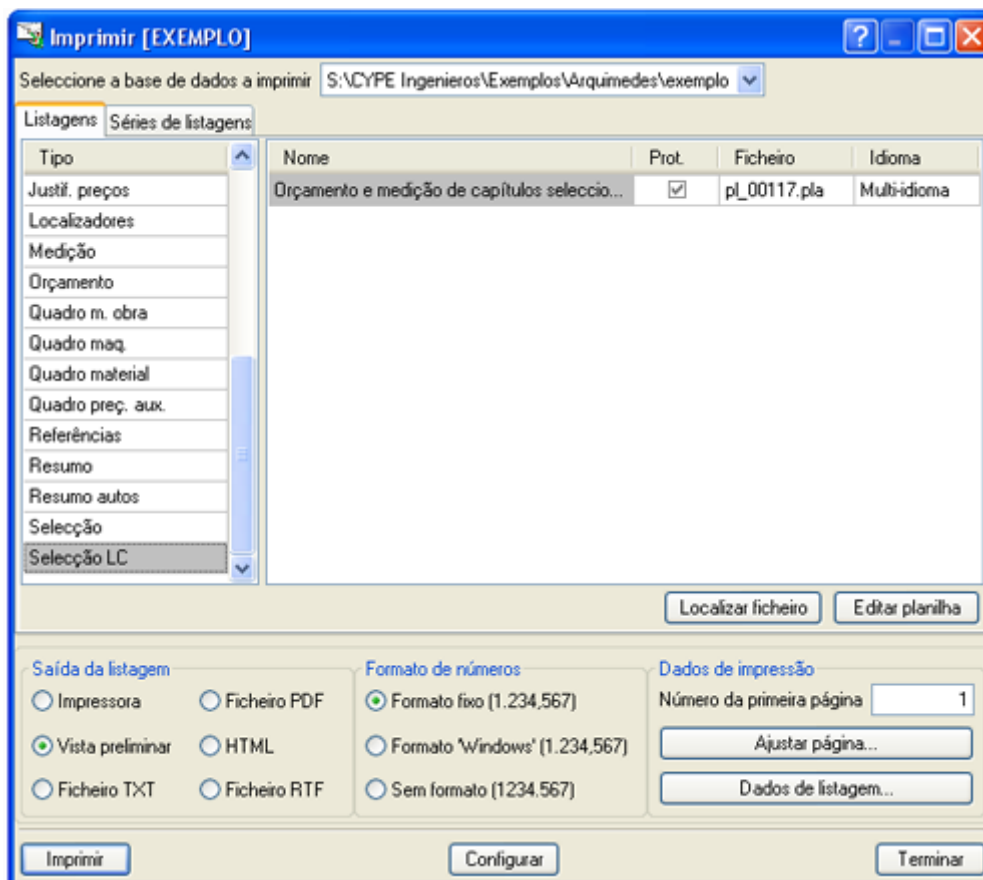 Imprimir [EXEMPLO]
Seleccione a base de dados a imprimir S:\CYPE Ingenieros\Exemplos\Arquimedes\exemplo
Listagens Séries de listagens
Tipo
Justif. preços
Localizadores
Medição
Orçamento
Quadro m. obra
Quadro maq.
Quadro material
Quadro preç. aux.
Referências
Resumo
Resumo autos
Selecção
Selecção LC
Nome Prot. Ficheiro Idioma
Orçamento e medição de capítulos seleccio... pl_00117.pla Multi-idioma
Localizar ficheiro Editar planilha
Saída da listagem
Impressora Ficheiro PDF
Vista preliminar HTML
Ficheiro TXT Ficheiro RTF
Formato de números
Formato fixo (1.234,567)
Formato 'Windows' (1.234,567)
Sem formato (1234.567)
Dados de impressão
Número da primeira página 1
Ajustar página...
Dados de listagem...
Imprimir Configurar Terminar